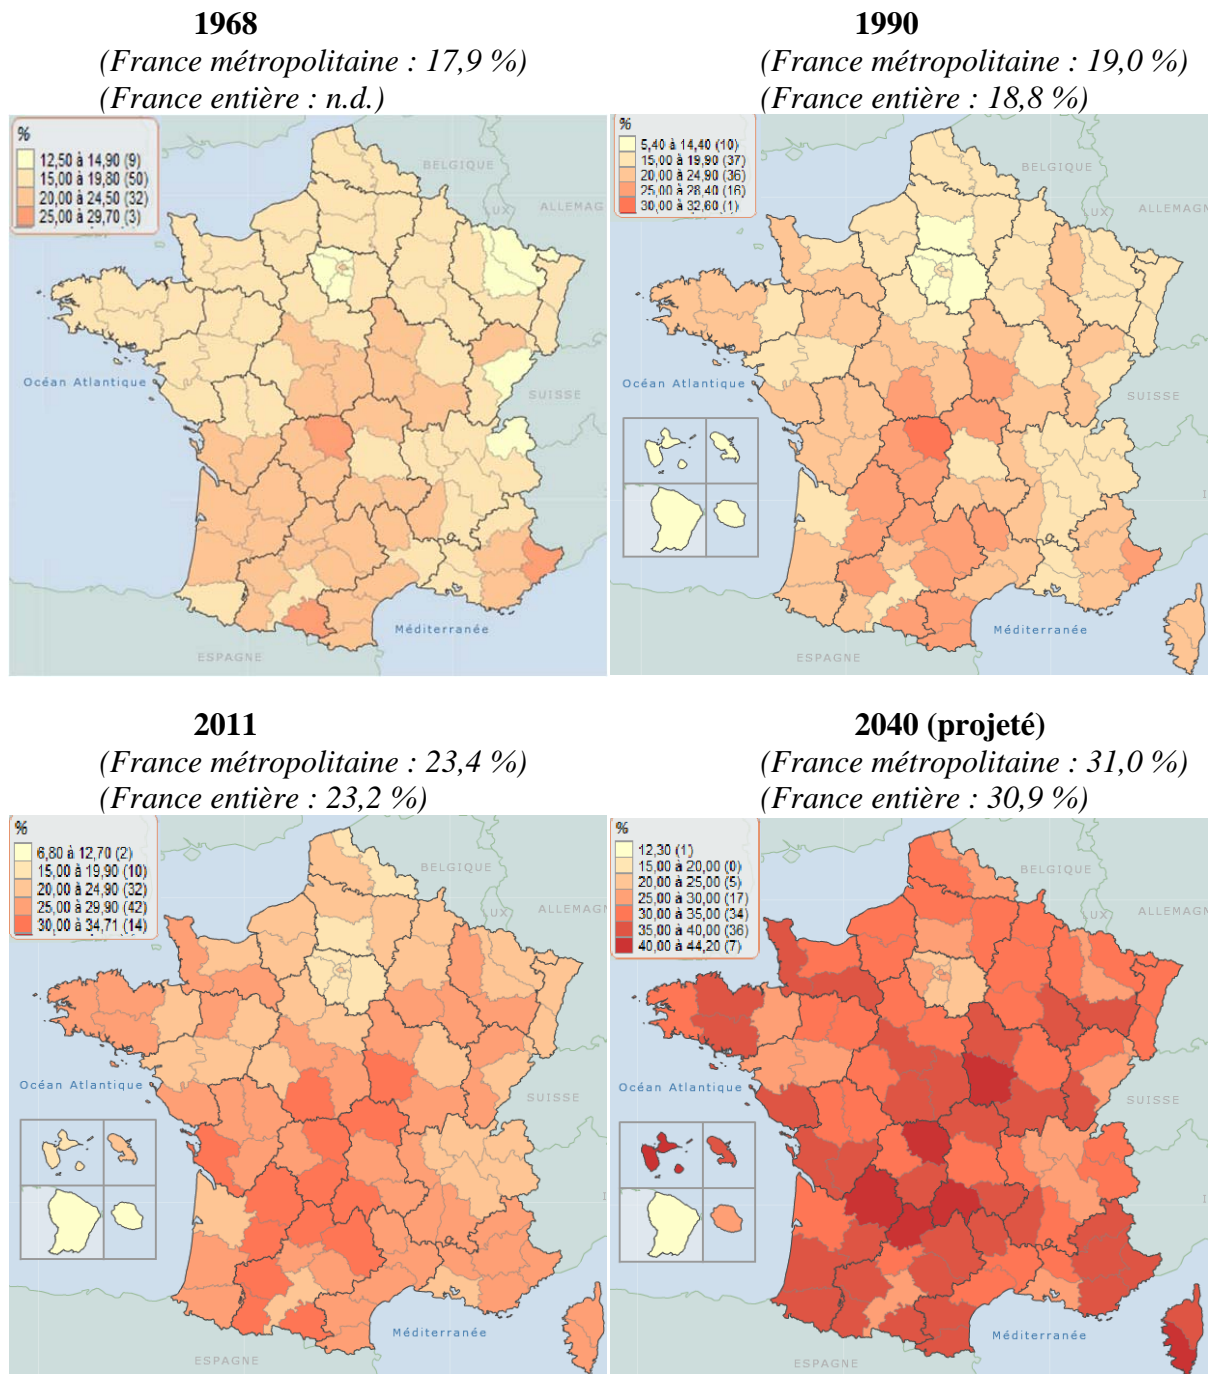 1968
(France métropolitaine : 17,9 %)
(France entière : n.d.)
%
12,50 à 14,90 (9)
15,00 à 19,80 (50)
20,00 à 24,50 (32)
25,00 à 29,70 (3)
BELGIQUE
LUX
ALLEMAG
Océan Atlantique
SUISSE
Méditerranée
ESPAGNE
1990
(France métropolitaine : 19,0 %)
(France entière : 18,8 %)
%
5,40 à 14,40 (10)
15,00 à 19,90 (37)
20,00 à 24,90 (36)
25,00 à 28,40 (16)
30,00 à 32,60 (1)
BELGIQUE
LUX
ALLEMAGN
Océan Atlantique
SUISSE
I
Méditerranée
ESPAGNE
2011
(France métropolitaine : 23,4 %)
(France entière : 23,2 %)
%
6,80 à 12,70 (2)
15,00 à 19,90 (10)
20,00 à 24,90 (32)
25,00 à 29,90 (42)
30,00 à 34,71 (14)
BELGIQUE
LUX
ALLEMAGN
Océan Atlantique
SUISSE
I
Méditerranée
ESPAGNE
2040 (projeté)
(France métropolitaine : 31,0 %)
(France entière : 30,9 %)
%
12,30 (1)
15,00 à 20,00 (0)
20,00 à 25,00 (5)
25,00 à 30,00 (17)
30,00 à 35,00 (34)
35,00 à 40,00 (36)
40,00 à 44,20 (7)
BELGIQUE
LUX
ALLEMAGN
Océan Atlantique
SUISSE
I
Méditerranée
ESPAGNE